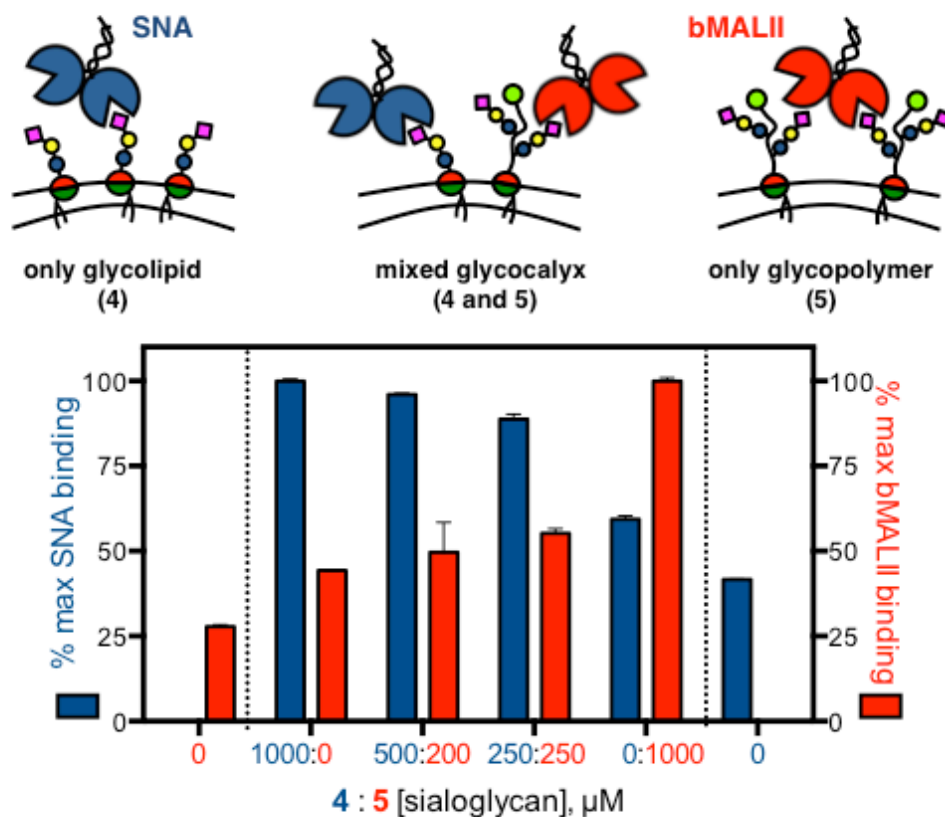 SNA
bMALII
only glycolipid
(4)
mixed glycocalyx
(4 and 5)
only glycopolymer
(5)
% max SNA binding
100
75
50
25
0
100
75
50
25
0
% max bMALII binding
0
1000:0
500:200
250:250
0:1000
0
4 : 5 [sialoglycan], µM